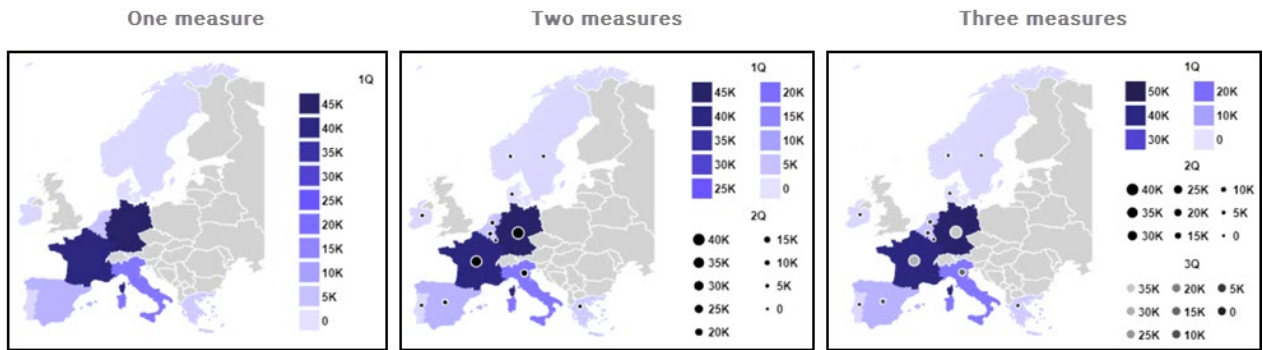 One measure
1Q
45K
40K
35K
30K
25K
20K
15K
10K
5K
0
Two measures
1Q
45K 20K
40K 15K
35K 10K
30K 5K
25K 0
2Q
40K 15K
35K 10K
30K 5K
25K 0
20K
Three measures
1Q
50K 20K
40K 10K
30K 0
2Q
40K 25K 10K
35K 20K 5K
30K 15K 0
3Q
35K 20K 5K
30K 15K 0
25K 10K